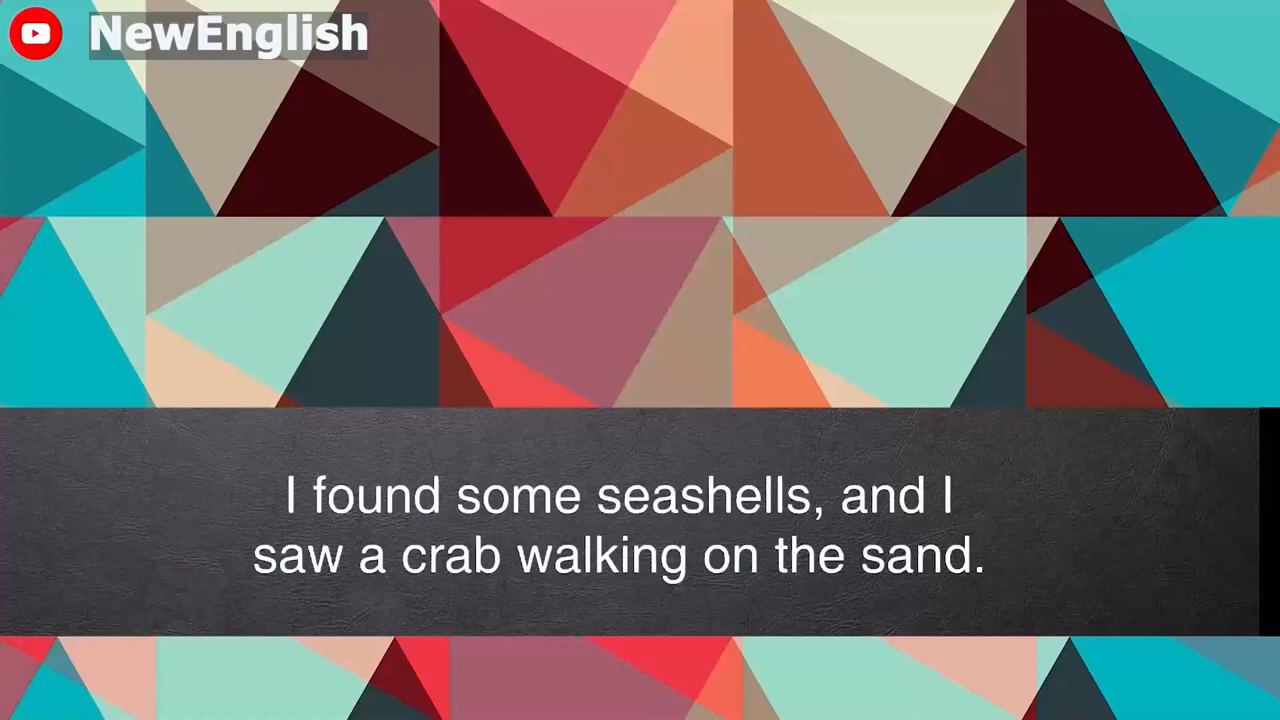 NewEnglish
I found some seashells, and I
saw a crab walking on the sand.